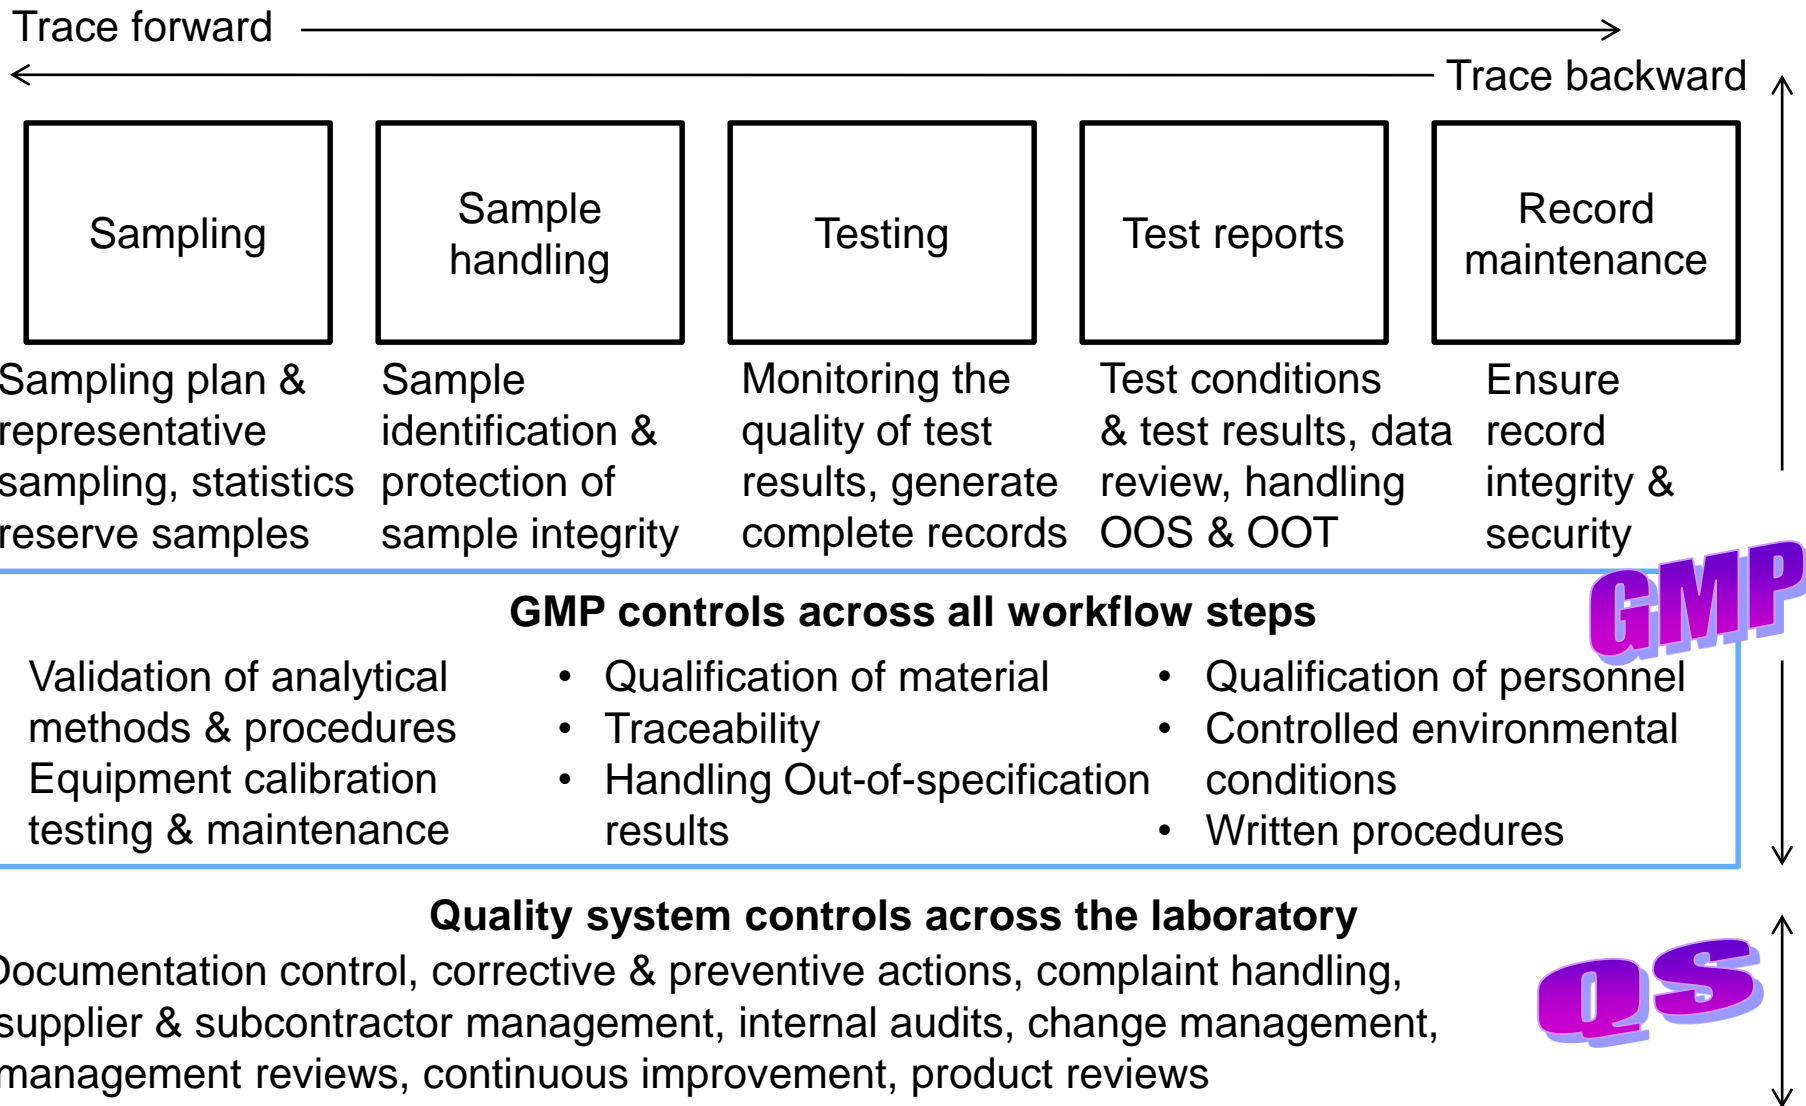 Trace forward
Trace backward
Sampling
Sample
handling
Testing
Test reports
Record
maintenance
Sampling plan &
representative
sampling, statistics
reserve samples
Sample
identification &
protection of
sample integrity
Monitoring the
quality of test
results, generate
complete records
Test conditions
& test results, data
review, handling
OOS & OOT
Ensure
record
integrity &
security
GMP
GMP controls across all workflow steps
Validation of analytical
methods & procedures
Equipment calibration
testing & maintenance
• Qualification of material
• Traceability
• Handling Out-of-specification
results
• Qualification of personnel
• Controlled environmental
conditions
• Written procedures
Quality system controls across the laboratory
Documentation control, corrective & preventive actions, complaint handling,
supplier & subcontractor management, internal audits, change management,
management reviews, continuous improvement, product reviews
QS